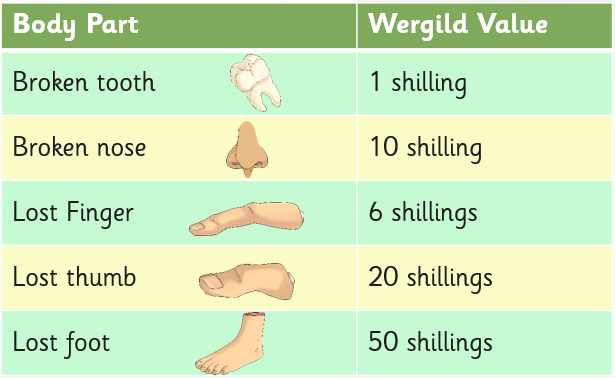 Body Part Wergild Value
Broken tooth 1 shilling
Broken nose 10 shilling
Lost Finger 6 shillings
Lost thumb 20 shillings
Lost foot 50 shillings